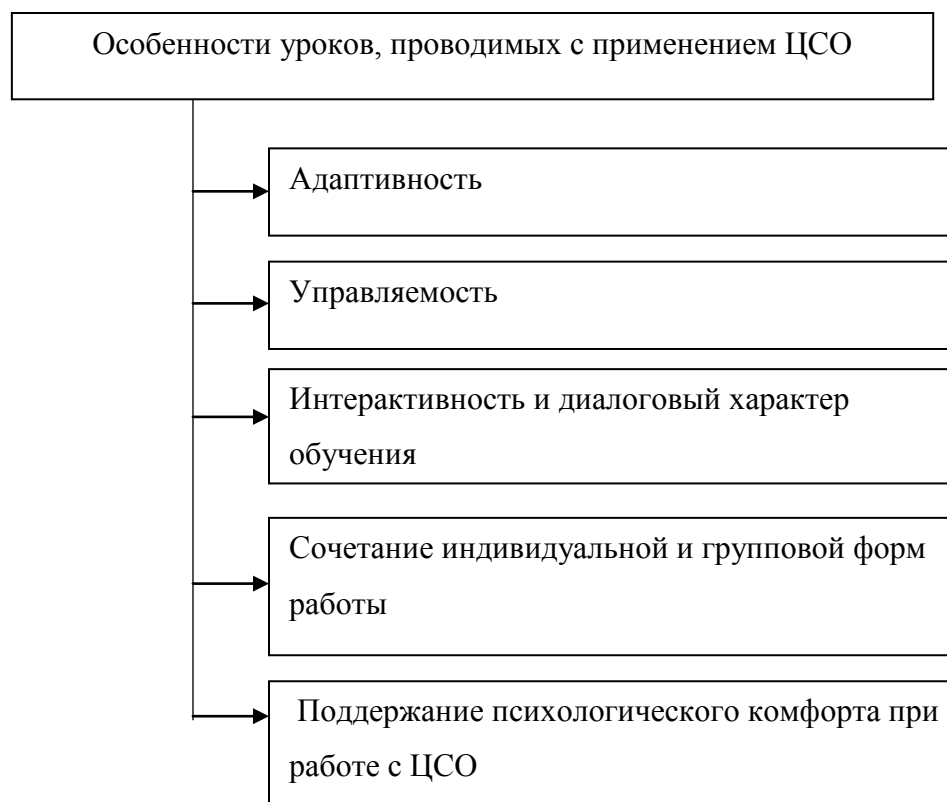 Особенности уроков, проводимых с применением ЦСО
Адаптивность
Управляемость
Интерактивность и диалоговый характер
обучения
Сочетание индивидуальной и групповой форм
работы
Поддержание психологического комфорта при
работе с ЦСО